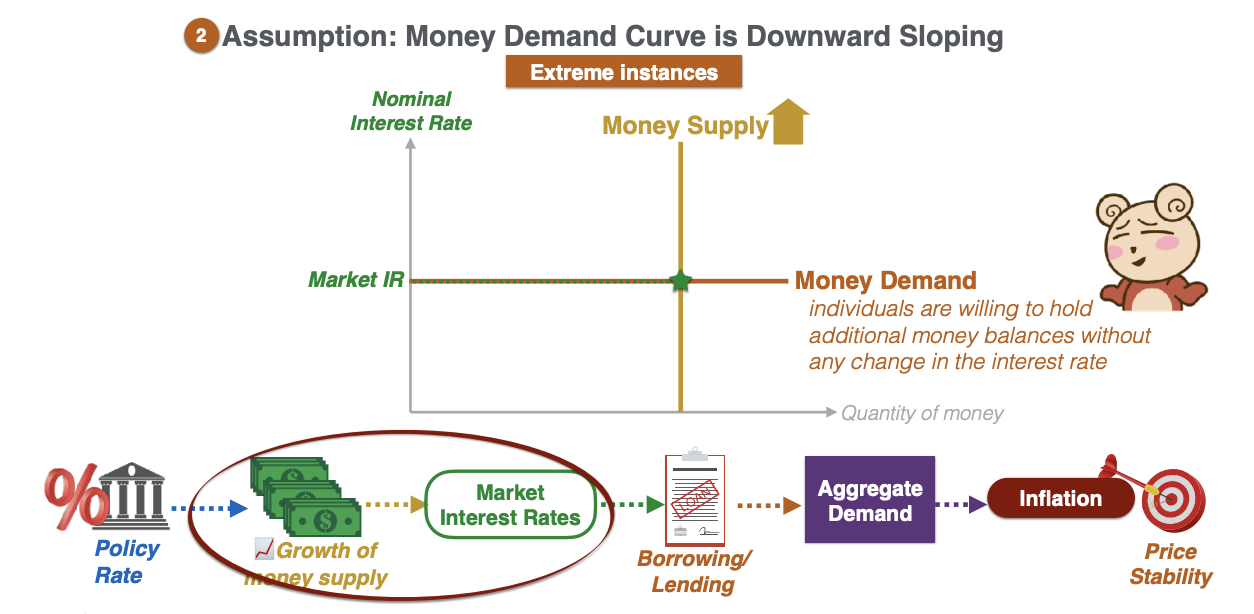 2 Assumption: Money Demand Curve is Downward Sloping
Extreme instances
Nominal
Interest Rate
Money Supply
Market IR
Money Demand
individuals are willing to hold
additional money balances without
any change in the interest rate
Quantity of money
%
Market
Interest Rates
LOAN
Aggregate
Demand
Inflation
Policy
Rate
Growth of
money supply
Borrowing/
Lending
Price
Stability